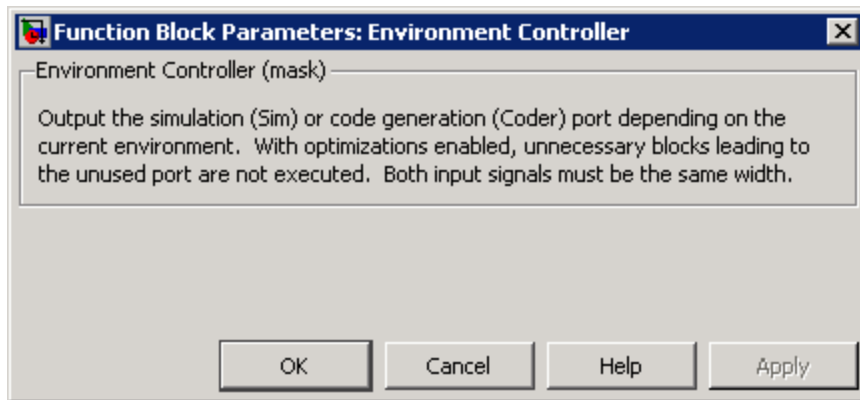 Function Block Parameters: Environment Controller
Environment Controller (mask)
Output the simulation (Sim) or code generation (Coder) port depending on the
current environment.  With optimizations enabled, unnecessary blocks leading to
the unused port are not executed.  Both input signals must be the same width.
OK Cancel Help Apply